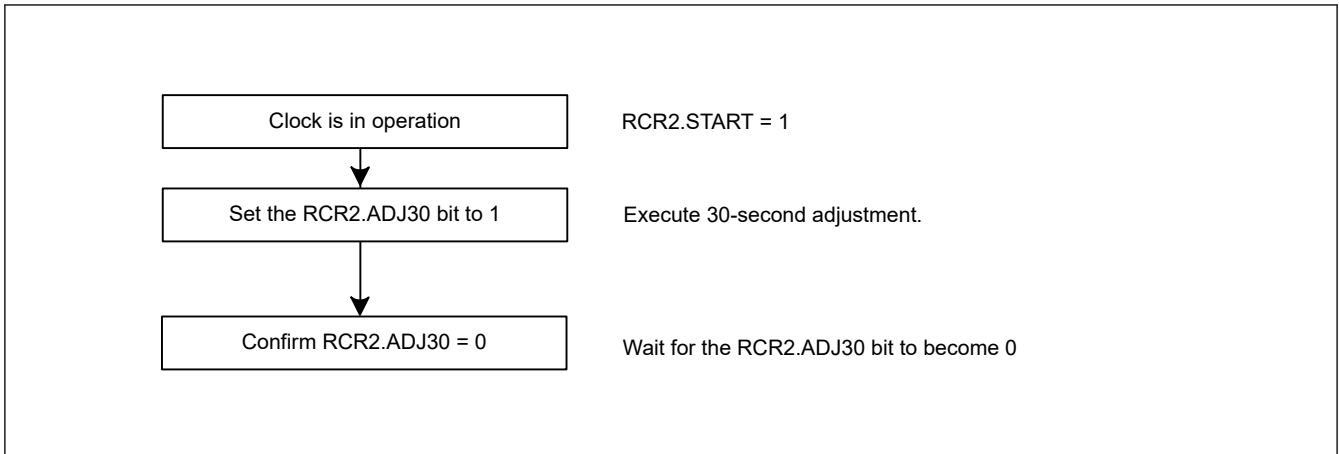 Clock is in operation
RCR2.START = 1
Set the RCR2.ADJ30 bit to 1
Execute 30-second adjustment.
Confirm RCR2.ADJ30 = 0
Wait for the RCR2.ADJ30 bit to become 0